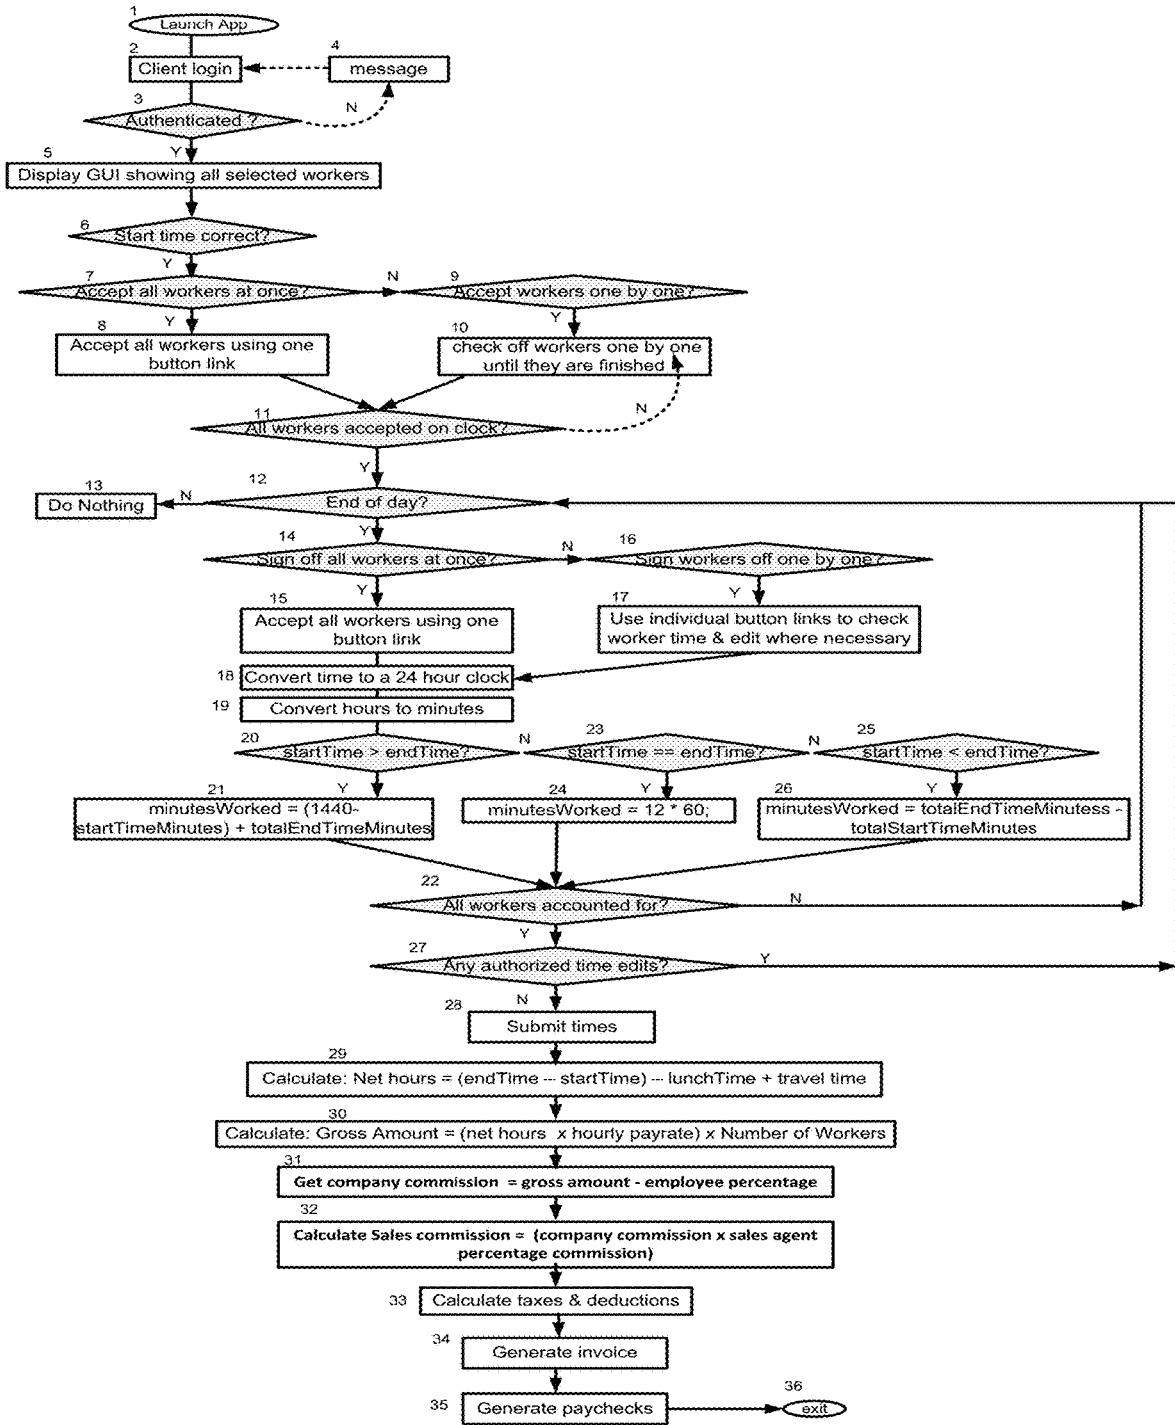 1
Launch App
2
Client login
4
message
3
Authenticated ?
N
Y
5
Display GUI showing all selected workers
6
Start time correct?
Y
7
Accept all workers at once?
N
9
Accept workers one by one?
Y
8
Accept all workers using one
button link
Y
10
check off workers one by one
until they are finished
11
All workers accepted on clock?
N
Y
12
End of day?
13
Do Nothing
N
Y
14
Sign off all workers at once?
N
16
Sign workers off one by one?
Y
15
Accept all workers using one
button link
Y
17
Use individual button links to check
worker time & edit where necessary
18
Convert time to a 24 hour clock
19
Convert hours to minutes
20
startTime > endTime?
N
23
startTime == endTime?
N
25
startTime < endTime?
Y
21
minutesWorked = (1440-
startTimeMinutes) + totalEndTimeMinutes
Y
24
minutesWorked = 12 * 60;
Y
26
minutesWorked = totalEndTimeMinutess -
totalStartTimeMinutes
22
All workers accounted for?
N
Y
27
Any authorized time edits?
Y
N
28
Submit times
29
Calculate: Net hours = (endTime -- startTime) -- lunchTime + travel time
30
Calculate: Gross Amount = (net hours x hourly payrate) x Number of Workers
31
Get company commission = gross amount - employee percentage
32
Calculate Sales commission = (company commission x sales agent
percentage commission)
33
Calculate taxes & deductions
34
Generate invoice
35
Generate paychecks
36
exit